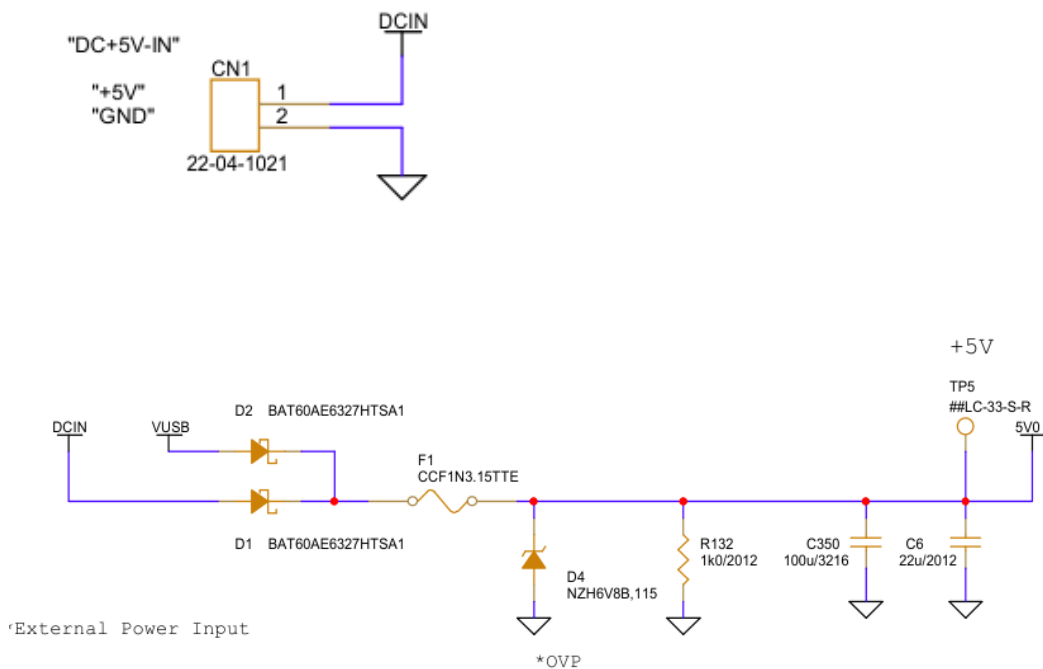 DCIN
"DC+5V-IN"
CN1
"+5V"
1
"GND"
2
22-04-1021
+5V
TP5
##LC-33-S-R
D2 BAT60AE6327HTSA1
DCIN
VUSB
5V0
F1
CCF1N3.15TTE
D1 BAT60AE6327HTSA1
R132
1k0/2012
C350
100u/3216
C6
22u/2012
D4
NZH6V8B,115
External Power Input
*OVP